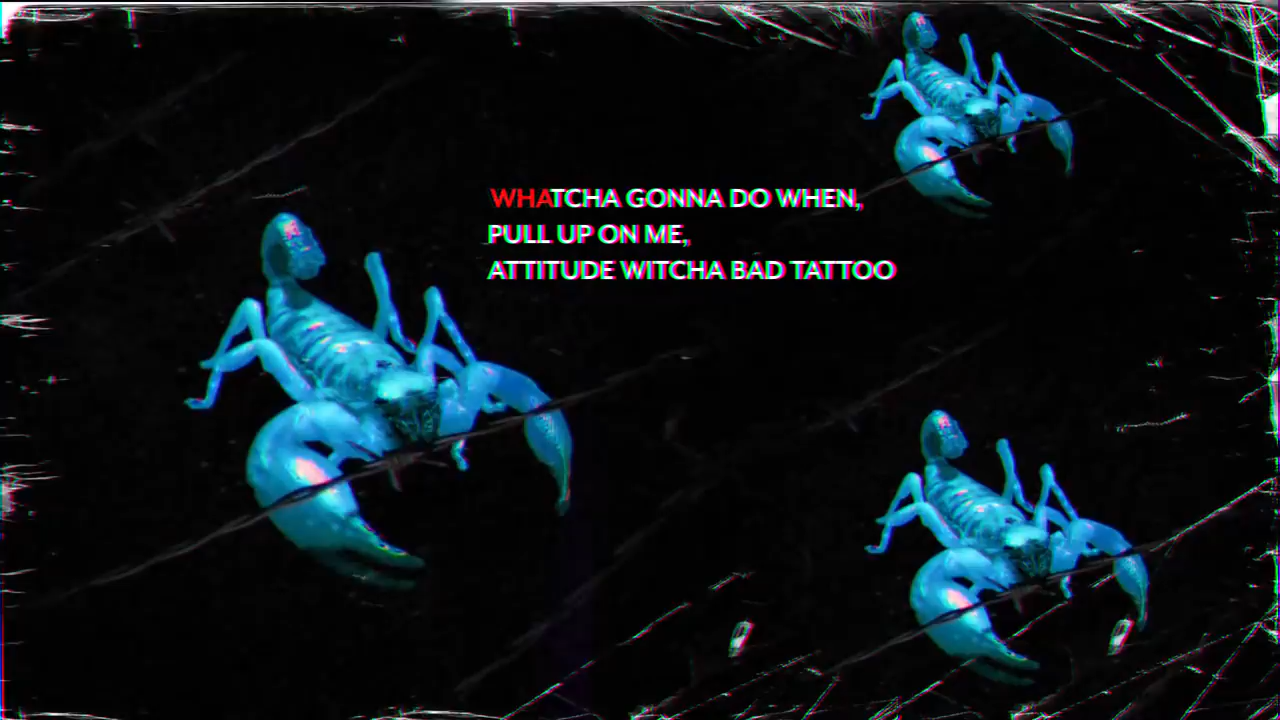 WHATCHA GONNA DO WHEN,
PULL UP ON ME,
ATTITUDE WITCHA BAD TATTOO